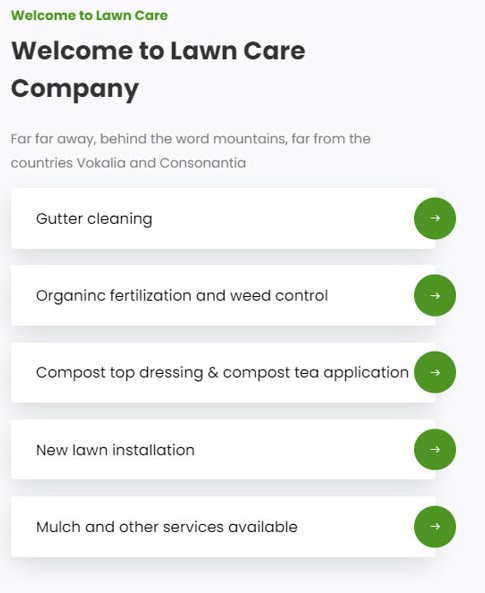 Welcome to Lawn Care
Welcome to Lawn Care
Company
Far far away, behind the word mountains, far from the
countries Vokalia and Consonantia
Gutter cleaning
Organinc fertilization and weed control
Compost top dressing & compost tea application
New lawn installation
Mulch and other services available